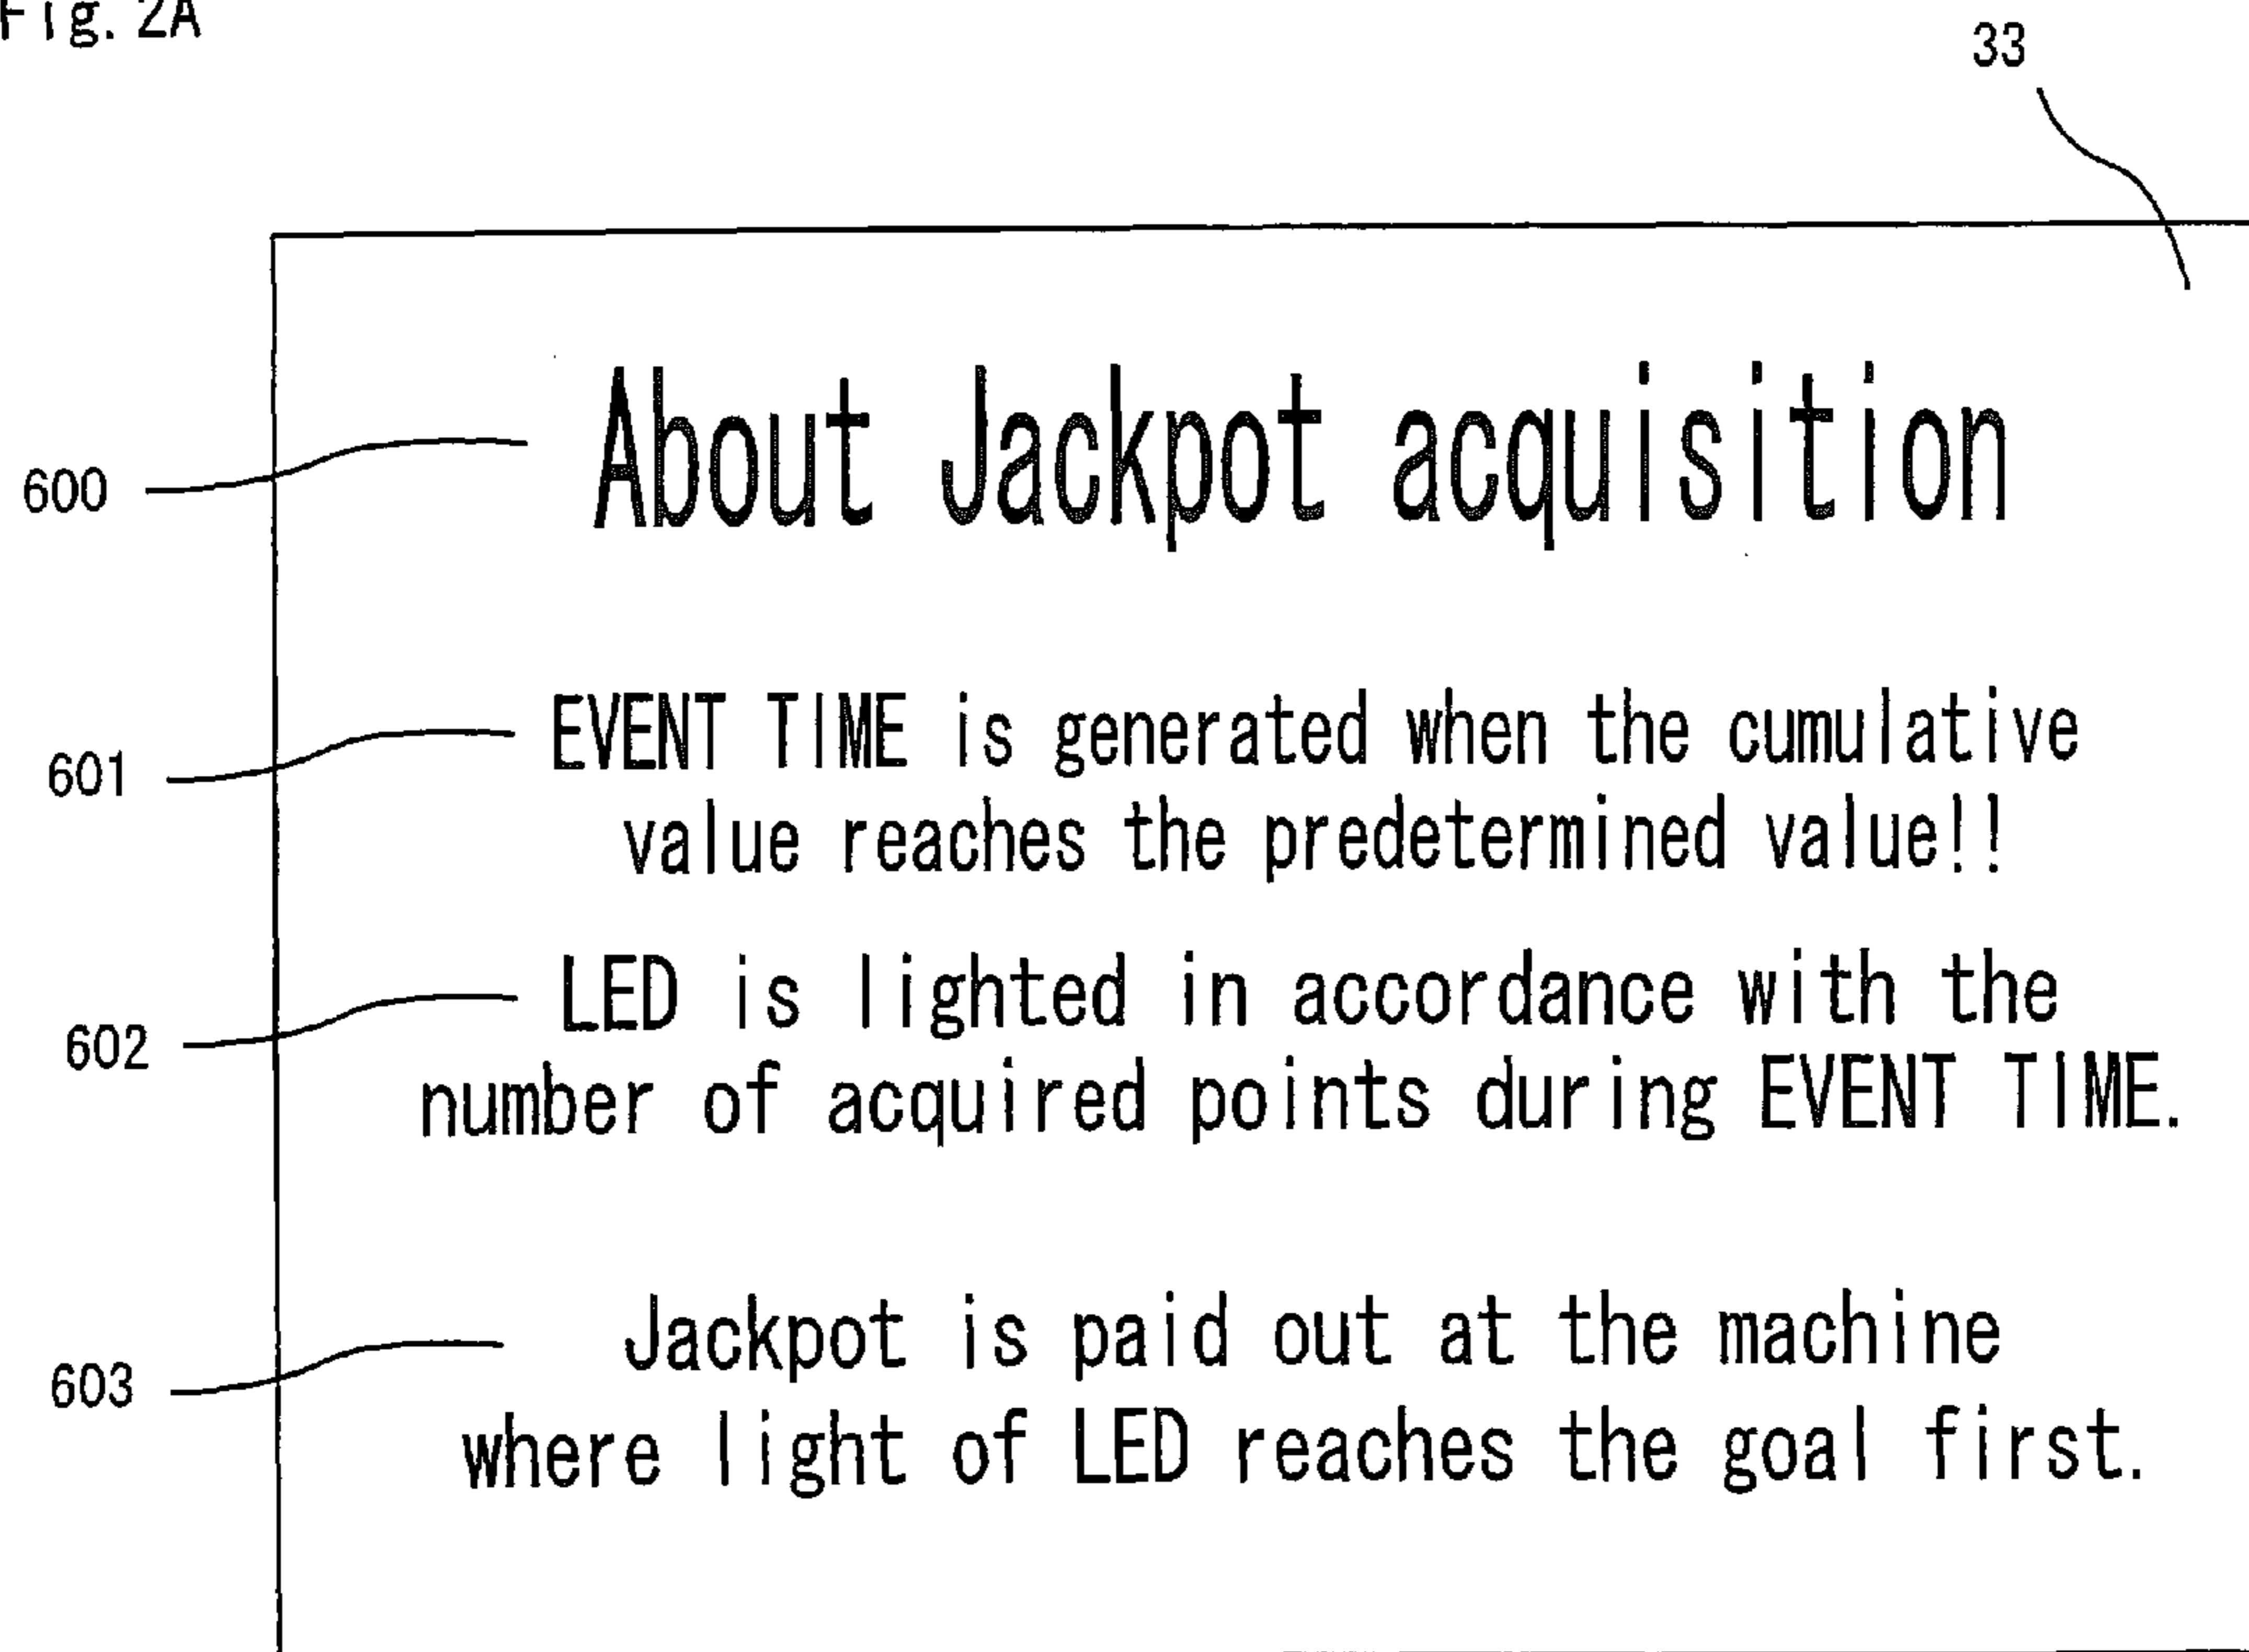 Fig. 2A
33
600
About Jackpot acquisition
601
EVENT TIME is generated when the cumulative
value reaches the predetermined value!!
602
LED is lighted in accordance with the
number of acquired points during EVENT TIME.
603
Jackpot is paid out at the machine
where light of LED reaches the goal first.